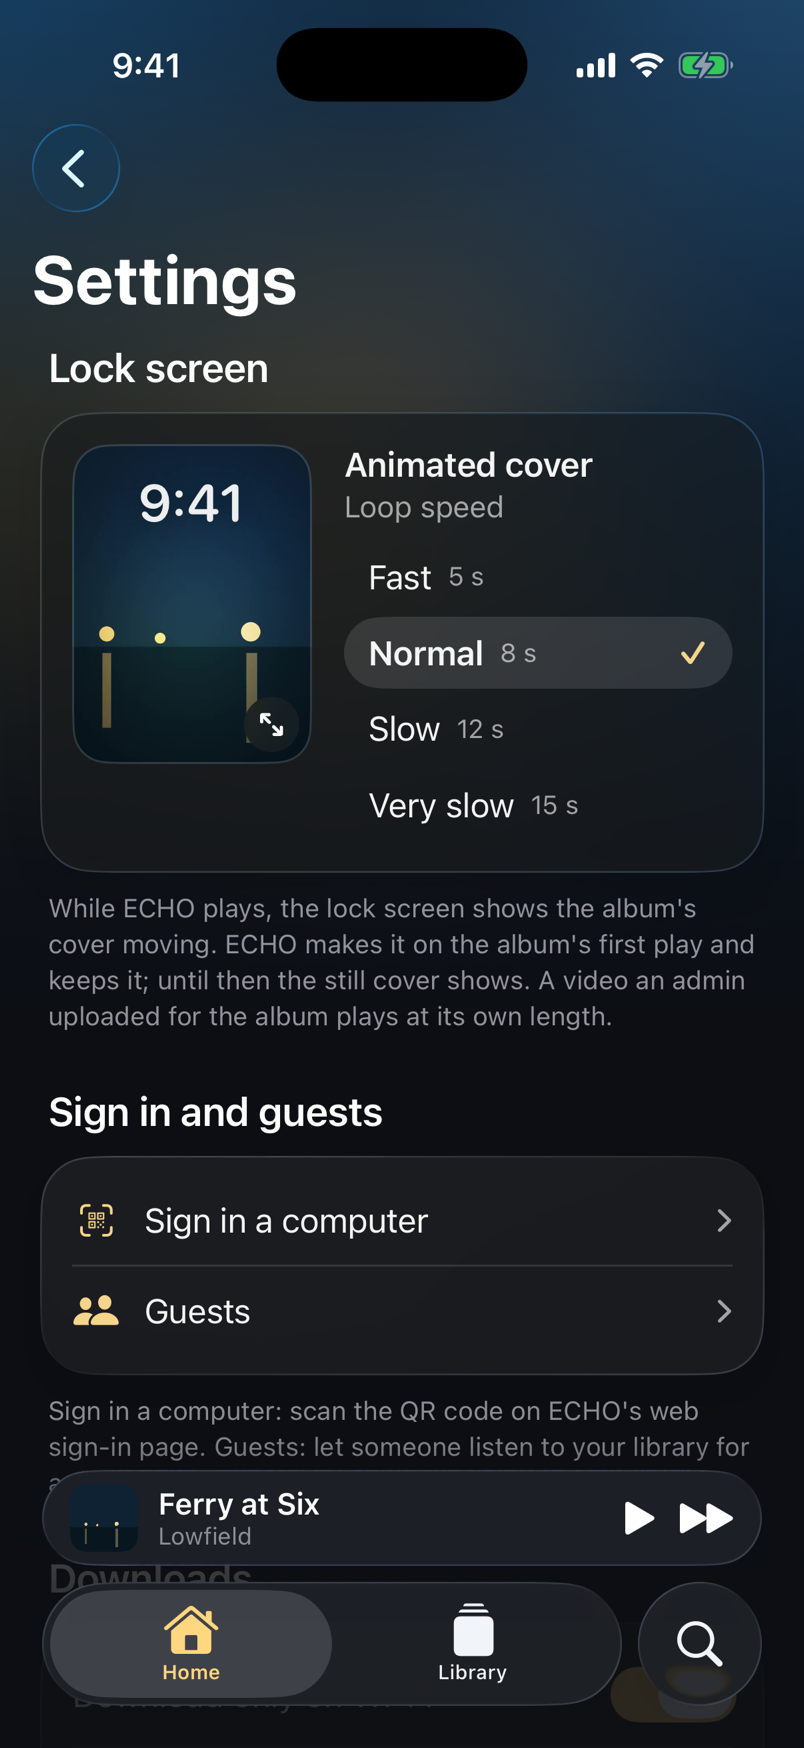 9:41
Settings
Lock screen
9:41
Animated cover
Loop speed
Fast 5 s
Normal 8 s
Slow 12 s
Very slow 15 s
While ECHO plays, the lock screen shows the album's
cover moving. ECHO makes it on the album's first play and
keeps it; until then the still cover shows. A video an admin
uploaded for the album plays at its own length.
Sign in and guests
Sign in a computer
Guests
Sign in a computer: scan the QR code on ECHO's web
sign-in page. Guests: let someone listen to your library for
Ferry at Six
Lowfield
Downloads
Home
Library